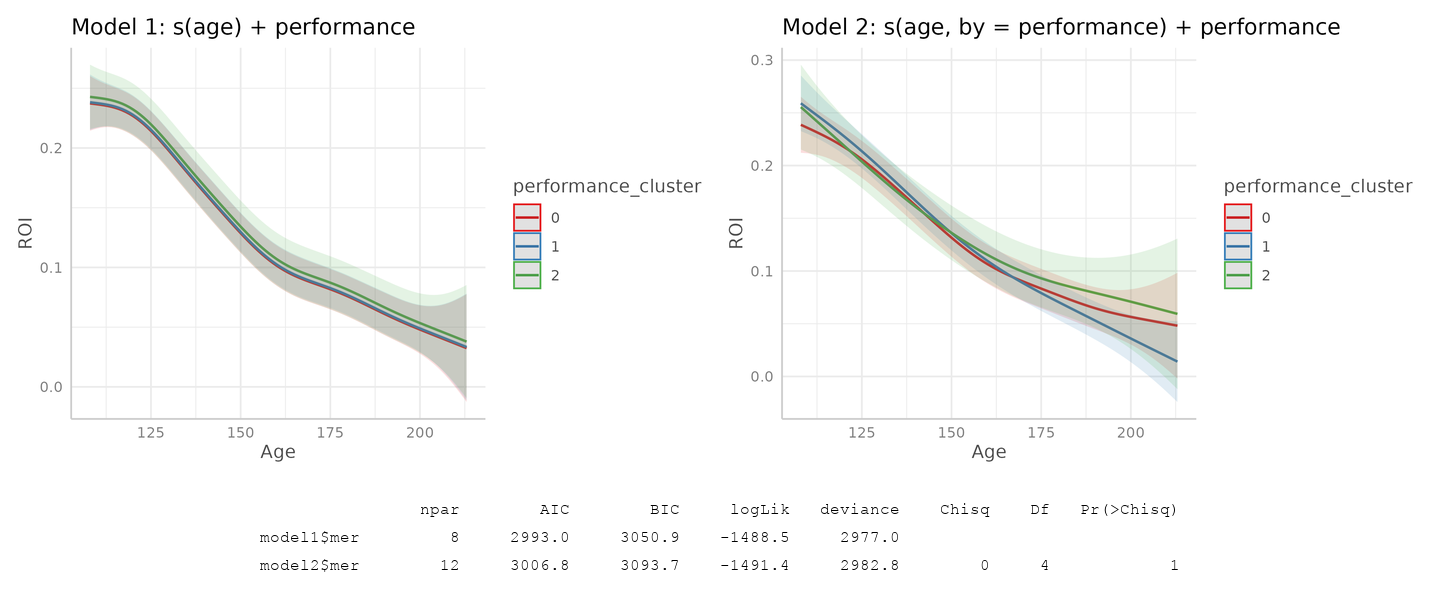 Model 1: s(age) + performance
0.2
0.1
0.0
125 150 175 200
Age
ROI
performance_cluster
0
1
2
Model 2: s(age, by = performance) + performance
0.3
0.2
0.1
0.0
125 150 175 200
Age
ROI
performance_cluster
0
1
2
npar AIC BIC logLik deviance Chisq Df Pr(>Chisq)
model1$mer 8 2993.0 3050.9 -1488.5 2977.0
model2$mer 12 3006.8 3093.7 -1491.4 2982.8 0 4 1